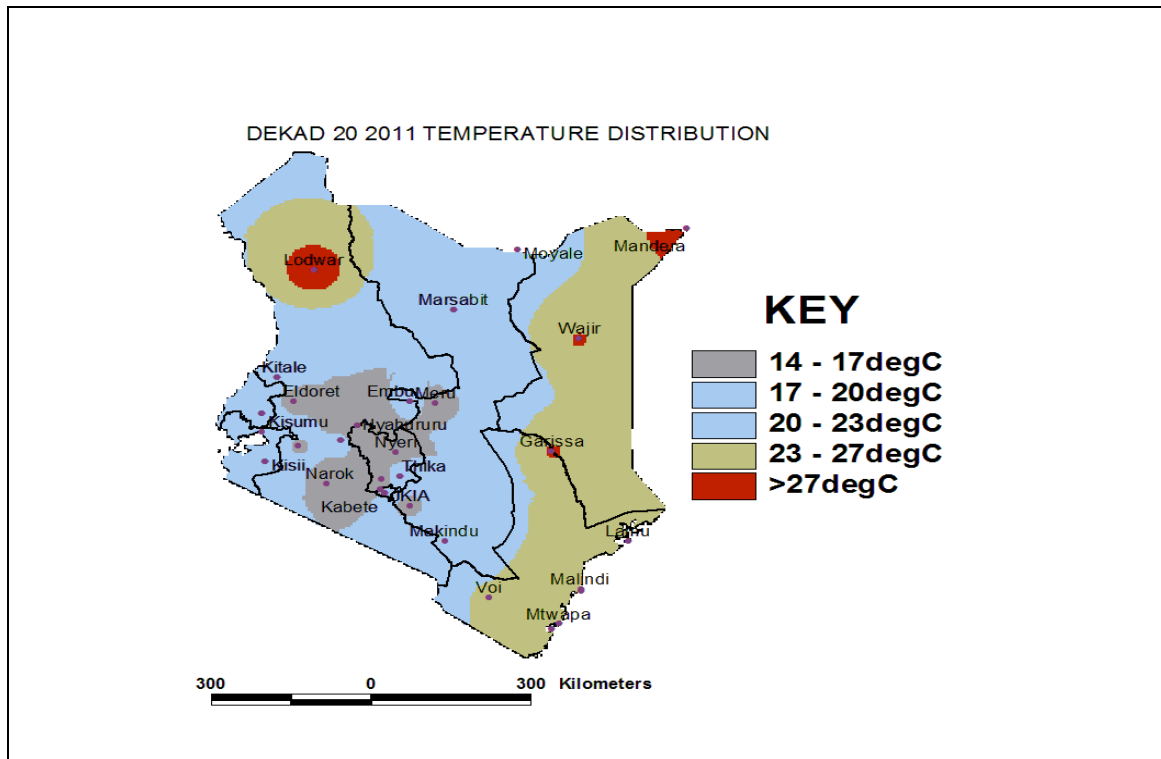 DEKAD 20 2011 TEMPERATURE DISTRIBUTION
Moyale
Mandera
Lodwar
Marsabit
Wajir
KEY
14 - 17degC
17 - 20degC
20 - 23degC
23 - 27degC
>27degC
Kitale
Eldoret
Embu
Meru
Kisumu
Nyahururu
Nyeri
Garissa
Kisii
Thika
Narok
Kabete
JKIA
Makindu
Lamu
Voi
Malindi
Mtwapa
300 0 300 Kilometers